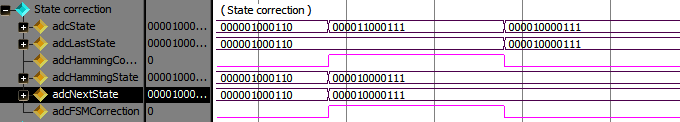 State correction ( State correction )
adcState 00001000... 000001000110 000011000111 000010000111
adcLastState 00001000... 000001000110 000010000111
adcHammingCo... 0
adcHammingState 00001000... 000001000110 000010000111
adcNextState 00001000... 000001000110 000010000111
adcFSMCorrection 0